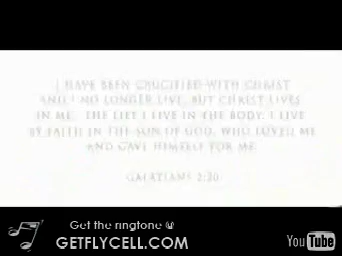 I HAVE BEEN CRUCIFIED WITH CHRIST
AND I NO LONGER LIVE, BUT CHRIST LIVES
IN ME. THE LIFE I LIVE IN THE BODY, I LIVE
BY FAITH IN THE SON OF GOD, WHO LOVED ME
AND GAVE HIMSELF FOR ME.
GALATIANS 2:20
Get the ringtone @
GETFLYCELL.COM
YouTube